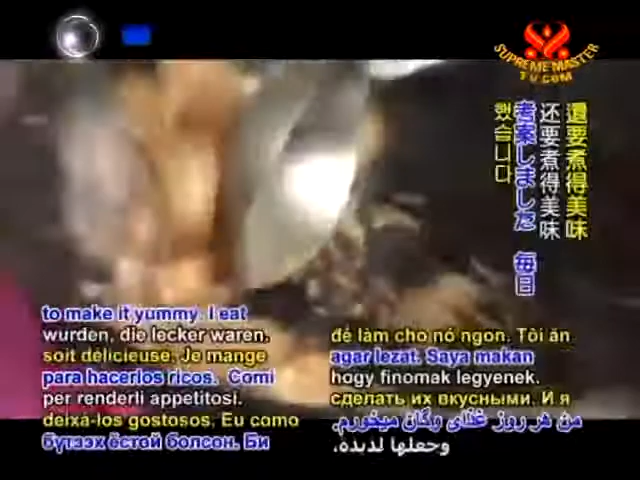 SUPREME MASTER
TV.COM
還要煮得美味
还要煮得美味
考案しました 毎日
했습니다
to make it yummy. I eat
wurden, die lecker waren.
soit délicieuse. Je mange
para hacerlos ricos. Comi
per renderli appetitosi.
deixá-los gostosos. Eu como
бүтээх ёстой болсон. Би
để làm cho nó ngon. Tôi ăn
agar lezat. Saya makan
hogy finomak legyenek.
сделать их вкусными. И я
من هر روز غذای وگان میخورم.
وجعلها لذيذة،